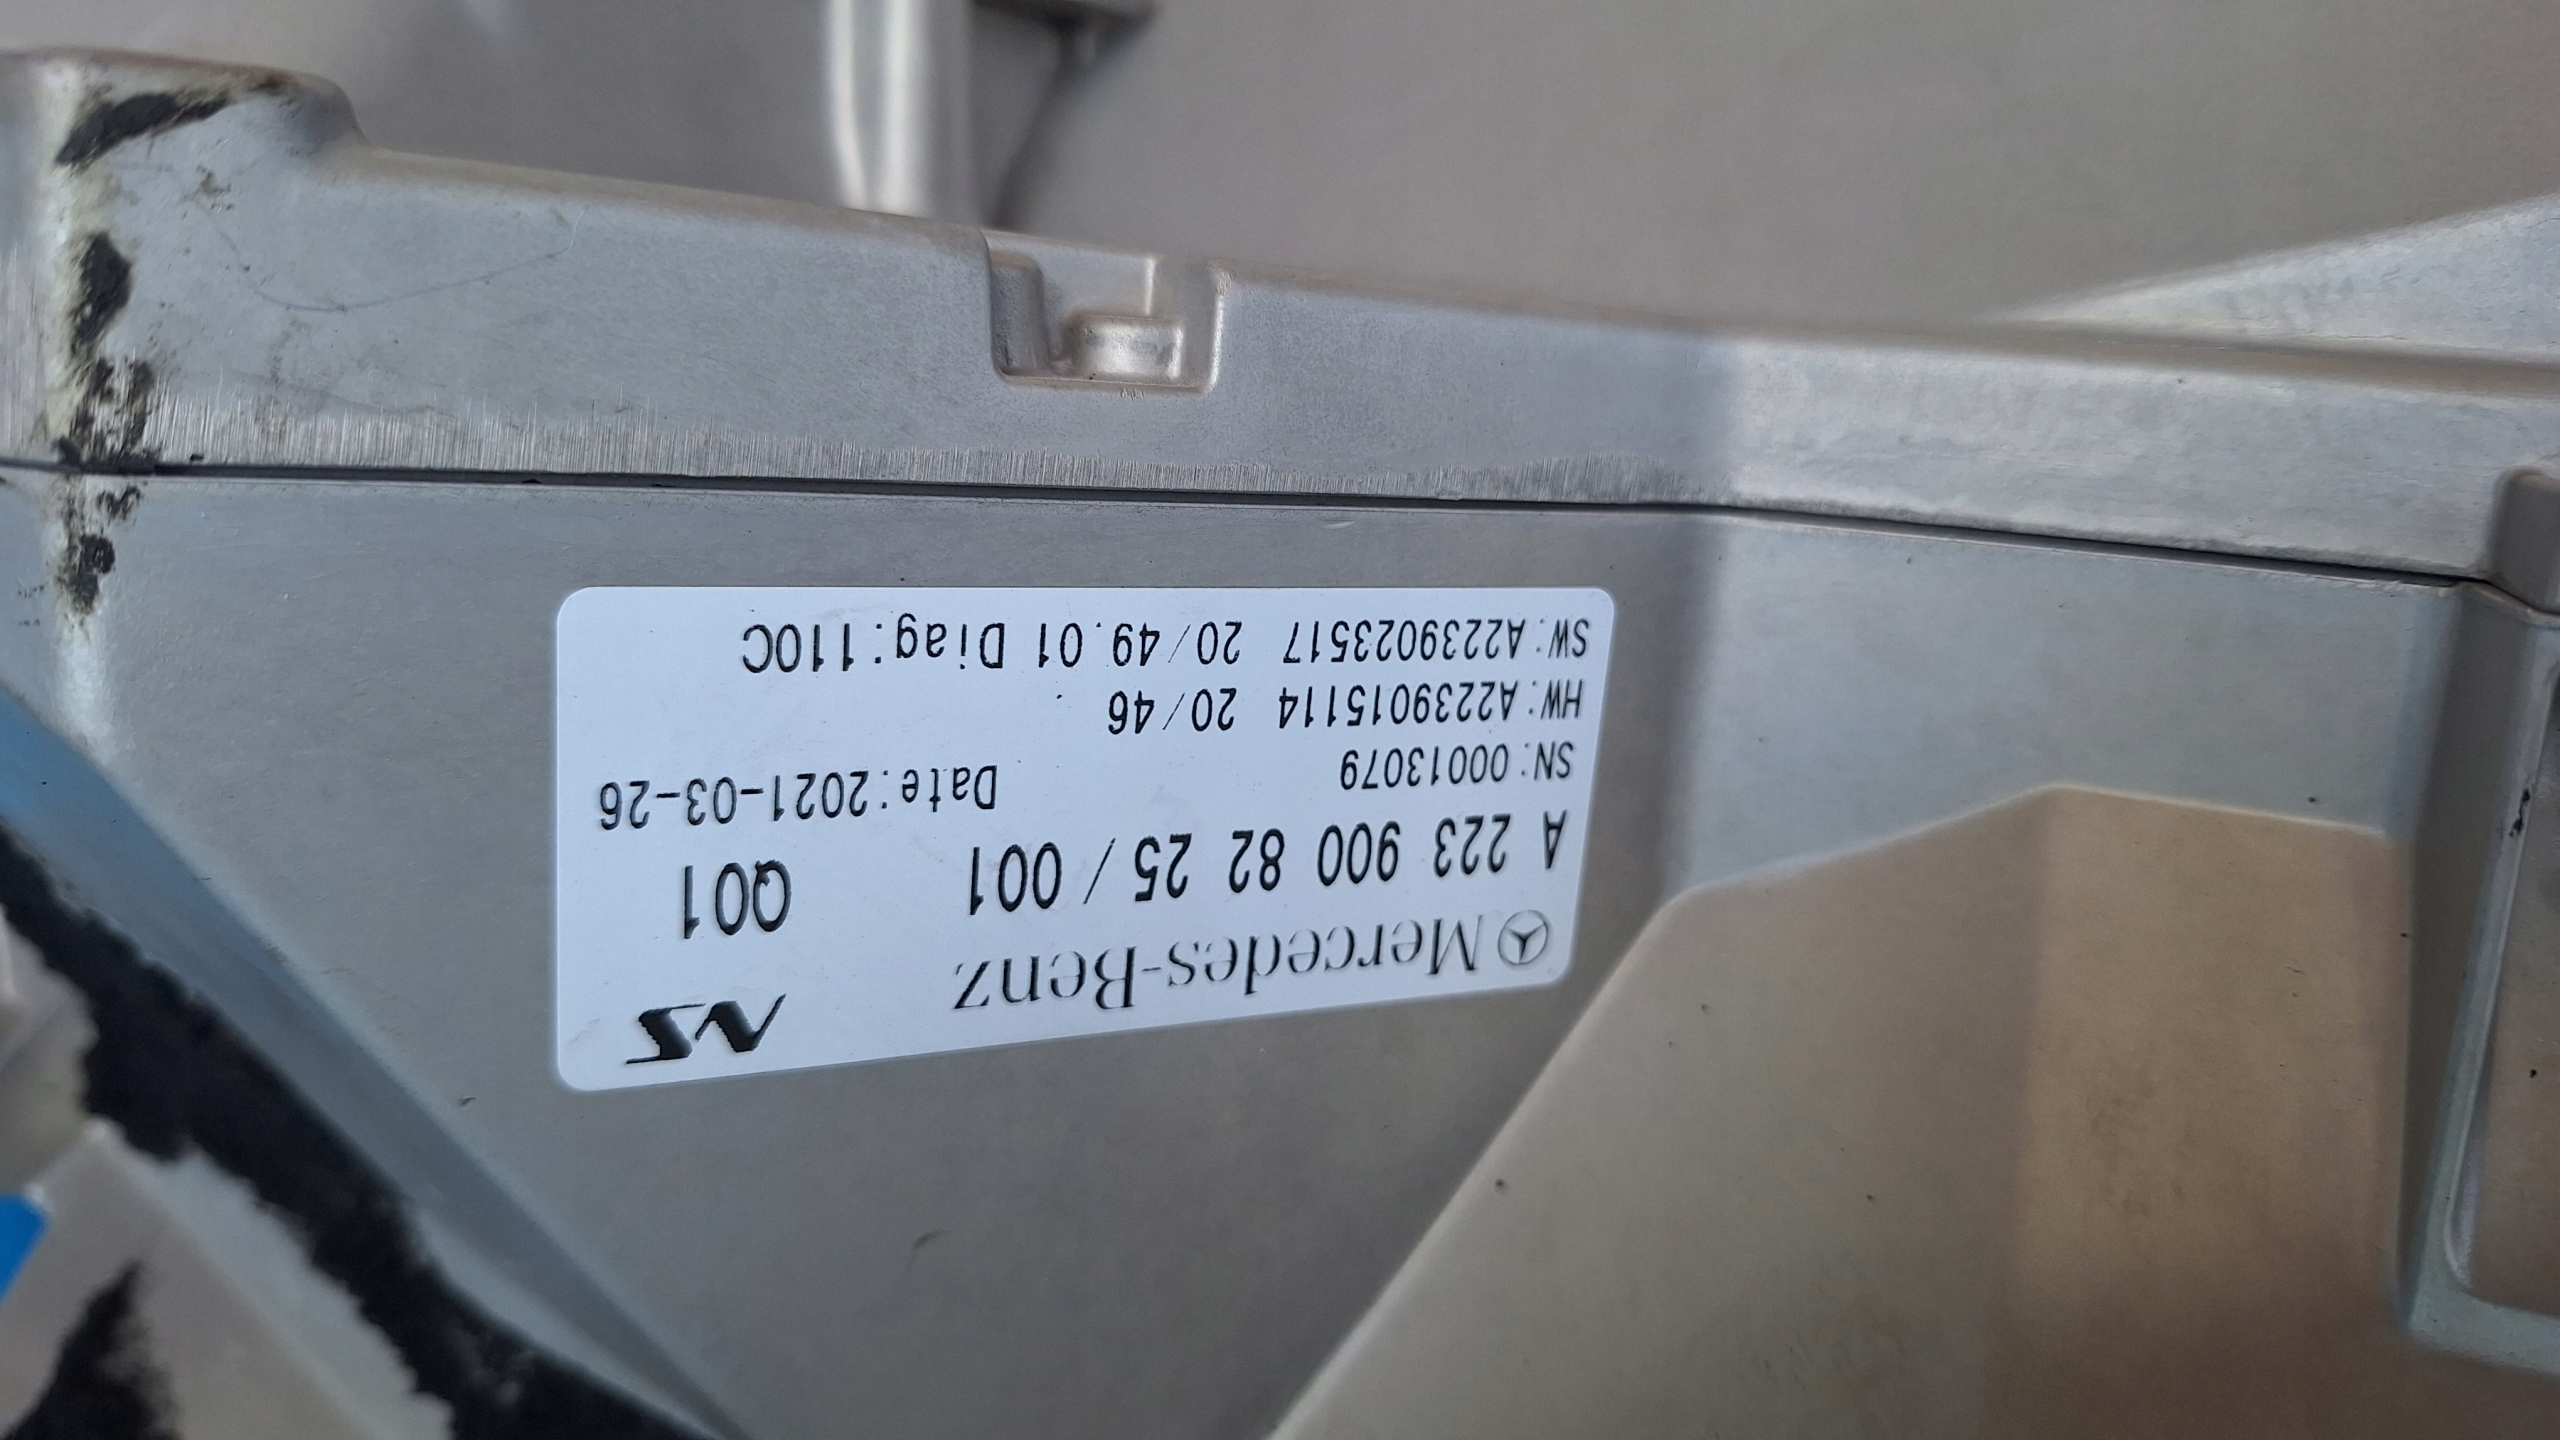 NS
Mercedes-Benz
A 223 900 82 25 / 001 Q01
SN:00013079 Date:2021-03-26
HW:A2239015114 20/46
SW:A2239023517 20/49.01 Diag:110C